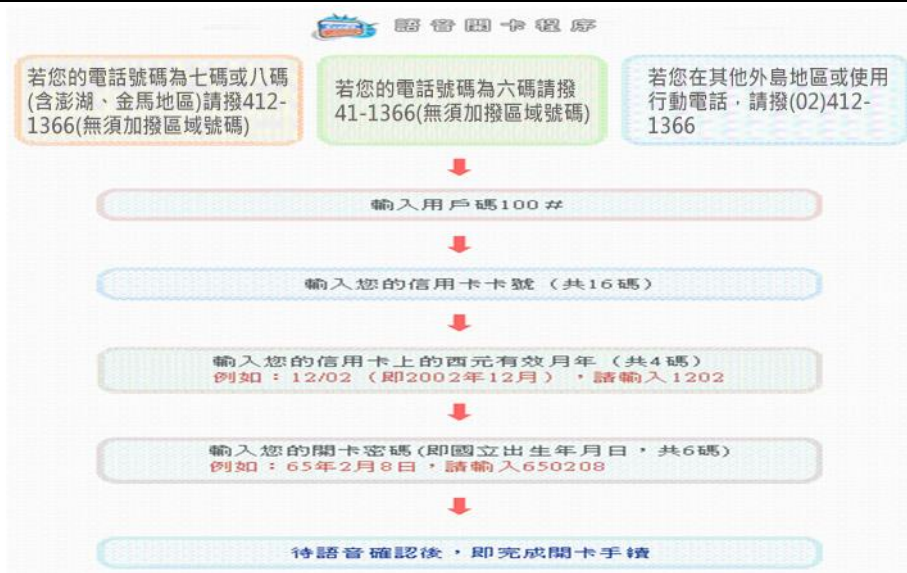 語音開卡程序
若您的電話號碼為七碼或八碼
(含澎湖、金馬地區)請撥412-
1366(無須加撥區域號碼)
若您的電話號碼為六碼請撥
41-1366(無須加撥區域號碼)
若您在其他外島地區或使用
行動電話，請撥(02)412-
1366
輸入用戶碼100#
輸入您的信用卡卡號（共16碼）
輸入您的信用卡上的西元有效月年（共4碼）
例如：12/02（即2002年12月），請輸入1202
輸入您的開卡密碼(即國立出生年月日，共6碼)
例如：65年2月8日，請輸入650208
待語音確認後，即完成開卡手續